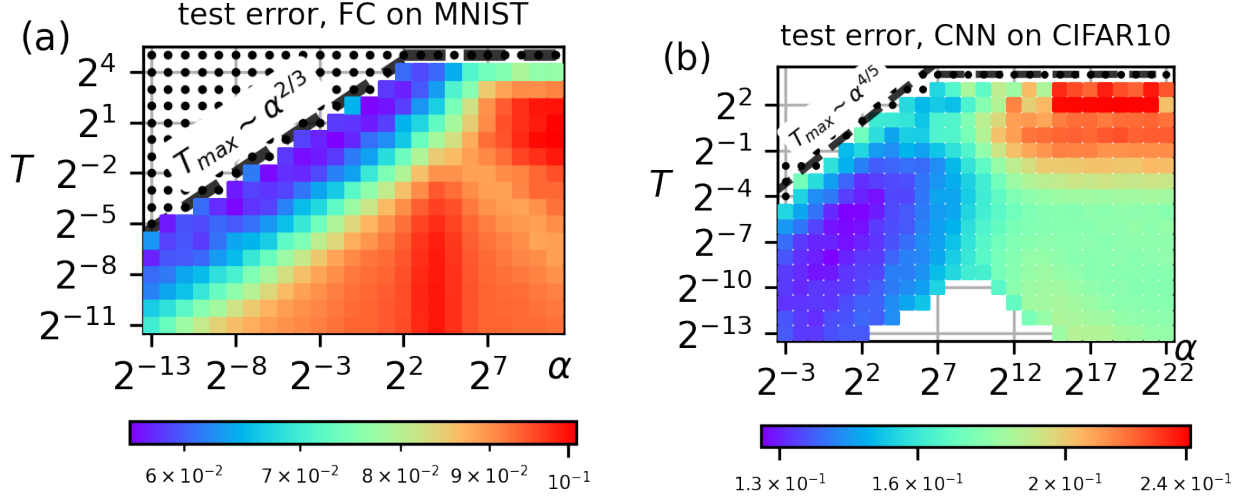 test error, FC on MNIST
(a)
T_max ~ α^{2/3}
T
2^4
2^1
2^{-2}
2^{-5}
2^{-8}
2^{-11}
2^{-13} 2^{-8} 2^{-3} 2^2 2^7 α
6 × 10^{-2} 7 × 10^{-2} 8 × 10^{-2} 9 × 10^{-2} 10^{-1}
test error, CNN on CIFAR10
(b)
T_max ~ α^{4/5}
T
2^2
2^{-1}
2^{-4}
2^{-7}
2^{-10}
2^{-13}
α
2^{-3} 2^2 2^7 2^{12} 2^{17} 2^{22}
1.3 × 10^{-1} 1.6 × 10^{-1} 2 × 10^{-1} 2.4 × 10^{-1}